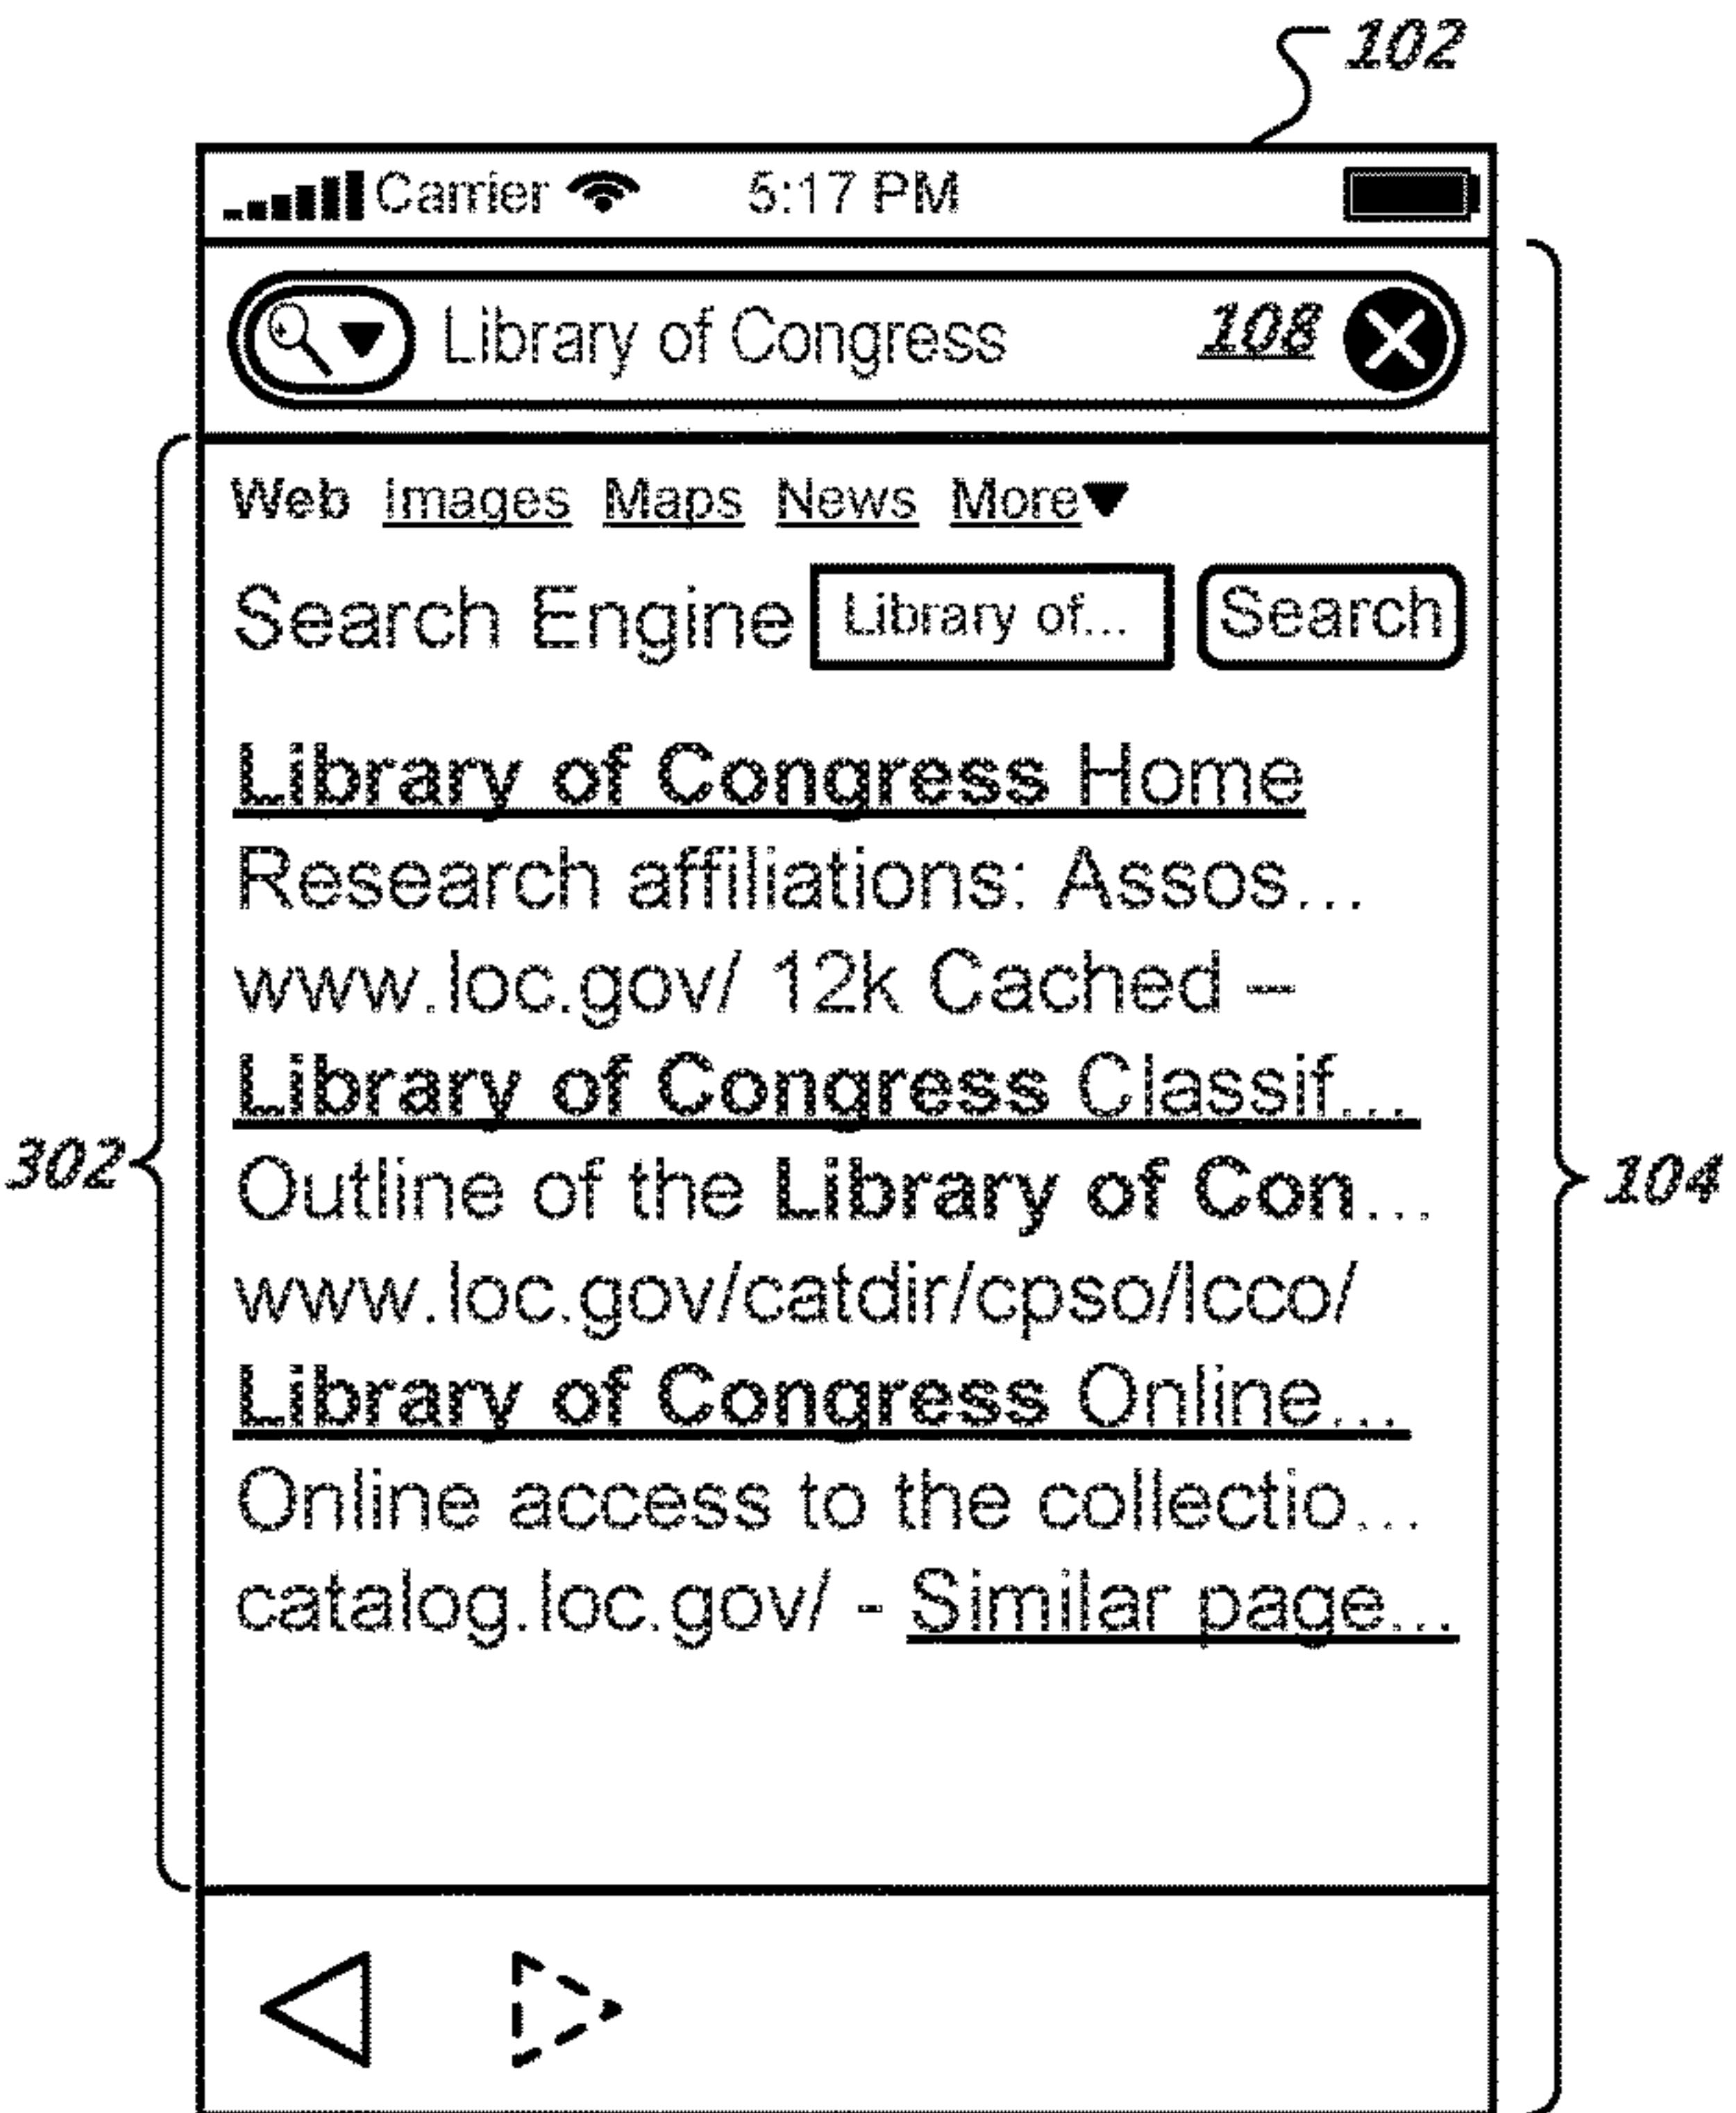 102
Carrier 5:17 PM
Library of Congress 108
Web Images Maps News More
Search Engine Library of... Search
Library of Congress Home
Research affiliations: Assos...
www.loc.gov/ 12k Cached –
Library of Congress Classif...
302
Outline of the Library of Con...
104
www.loc.gov/catdir/cpso/lcco/
Library of Congress Online...
Online access to the collectio...
catalog.loc.gov/ - Similar page...